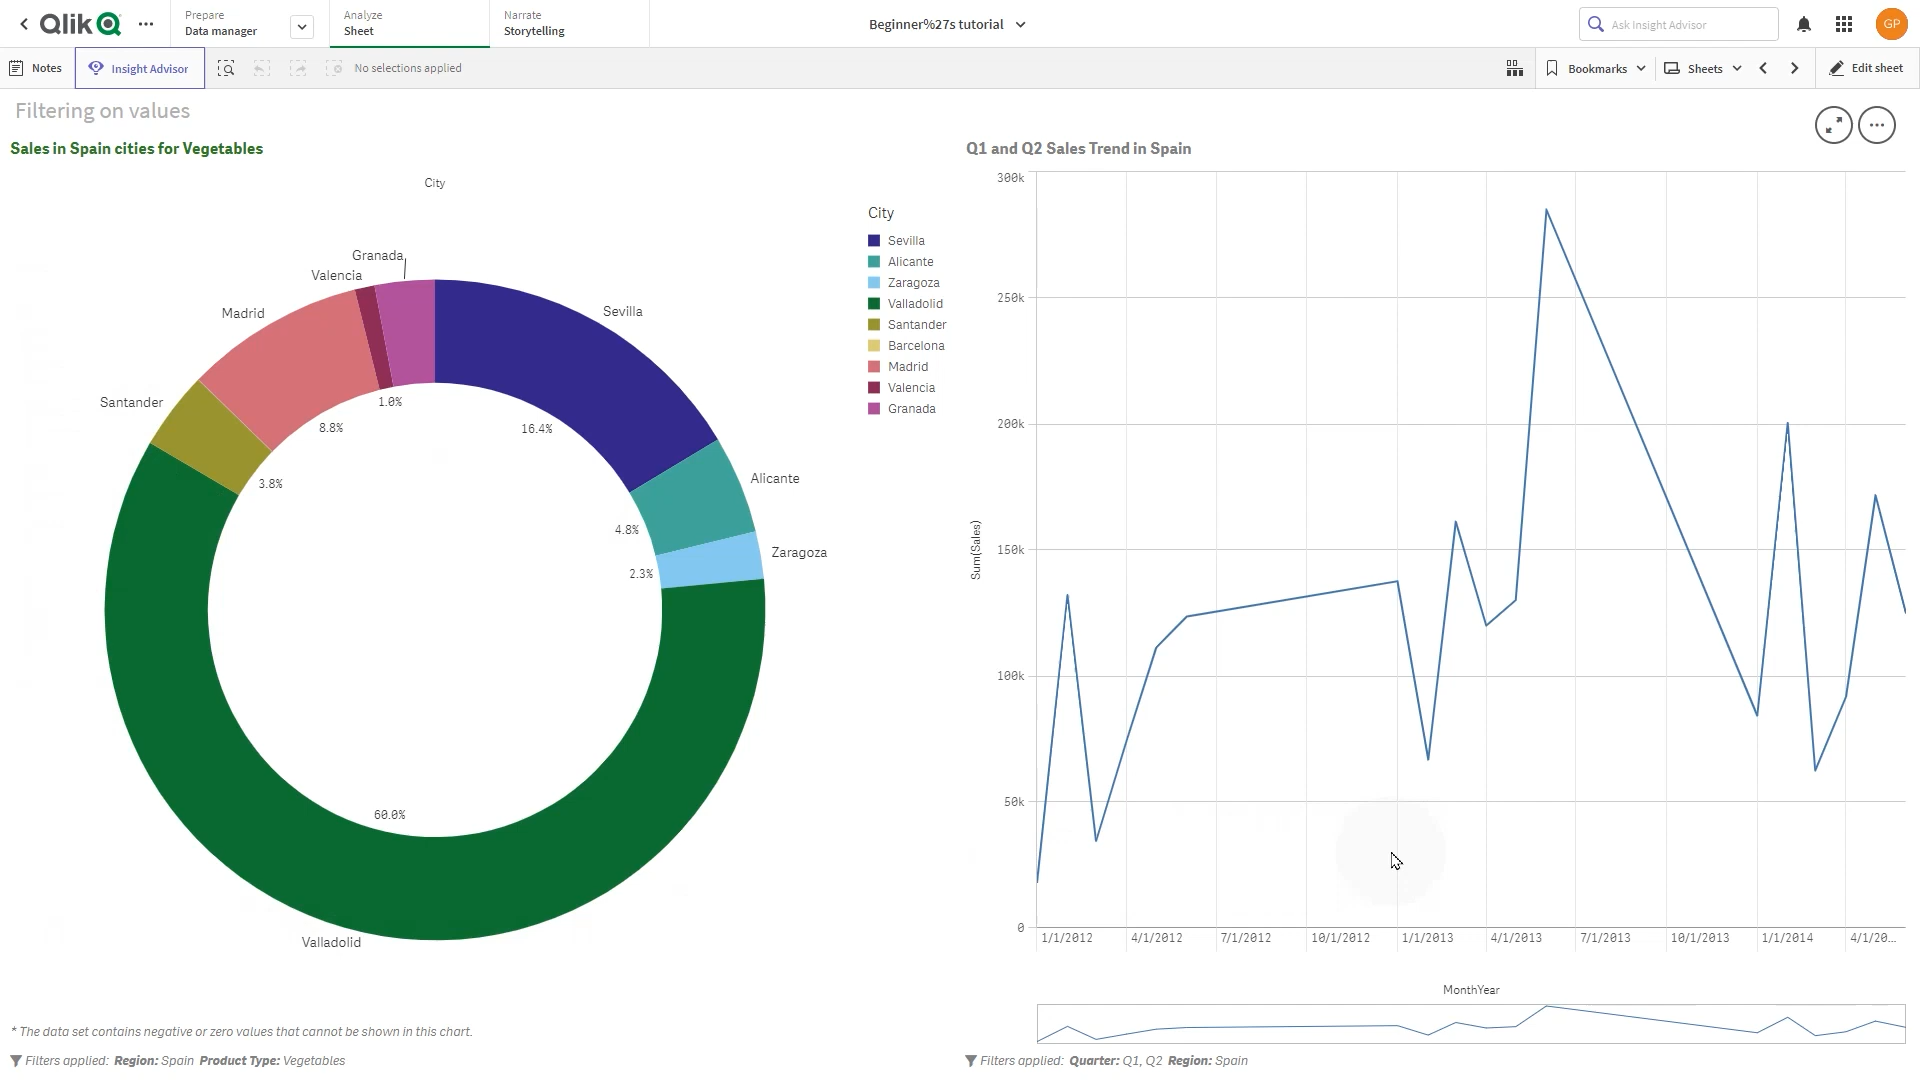 Qlik
Prepare
Data manager
Analyze
Sheet
Narrate
Storytelling
Beginner%27s tutorial
Ask Insight Advisor
GP
Notes
Insight Advisor
No selections applied
Bookmarks
Sheets
Edit sheet
Filtering on values
Sales in Spain cities for Vegetables
City
Granada
Valencia
Madrid
Sevilla
Santander
Alicante
Zaragoza
Valladolid
1.0%
8.8%
16.4%
3.8%
4.8%
2.3%
60.0%
City
Sevilla
Alicante
Zaragoza
Valladolid
Santander
Barcelona
Madrid
Valencia
Granada
* The data set contains negative or zero values that cannot be shown in this chart.
Filters applied: Region: Spain Product Type: Vegetables
Q1 and Q2 Sales Trend in Spain
300k
250k
200k
150k
100k
50k
0
Sum(Sales)
1/1/2012 4/1/2012 7/1/2012 10/1/2012 1/1/2013 4/1/2013 7/1/2013 10/1/2013 1/1/2014 4/1/20...
MonthYear
Filters applied: Quarter: Q1, Q2 Region: Spain